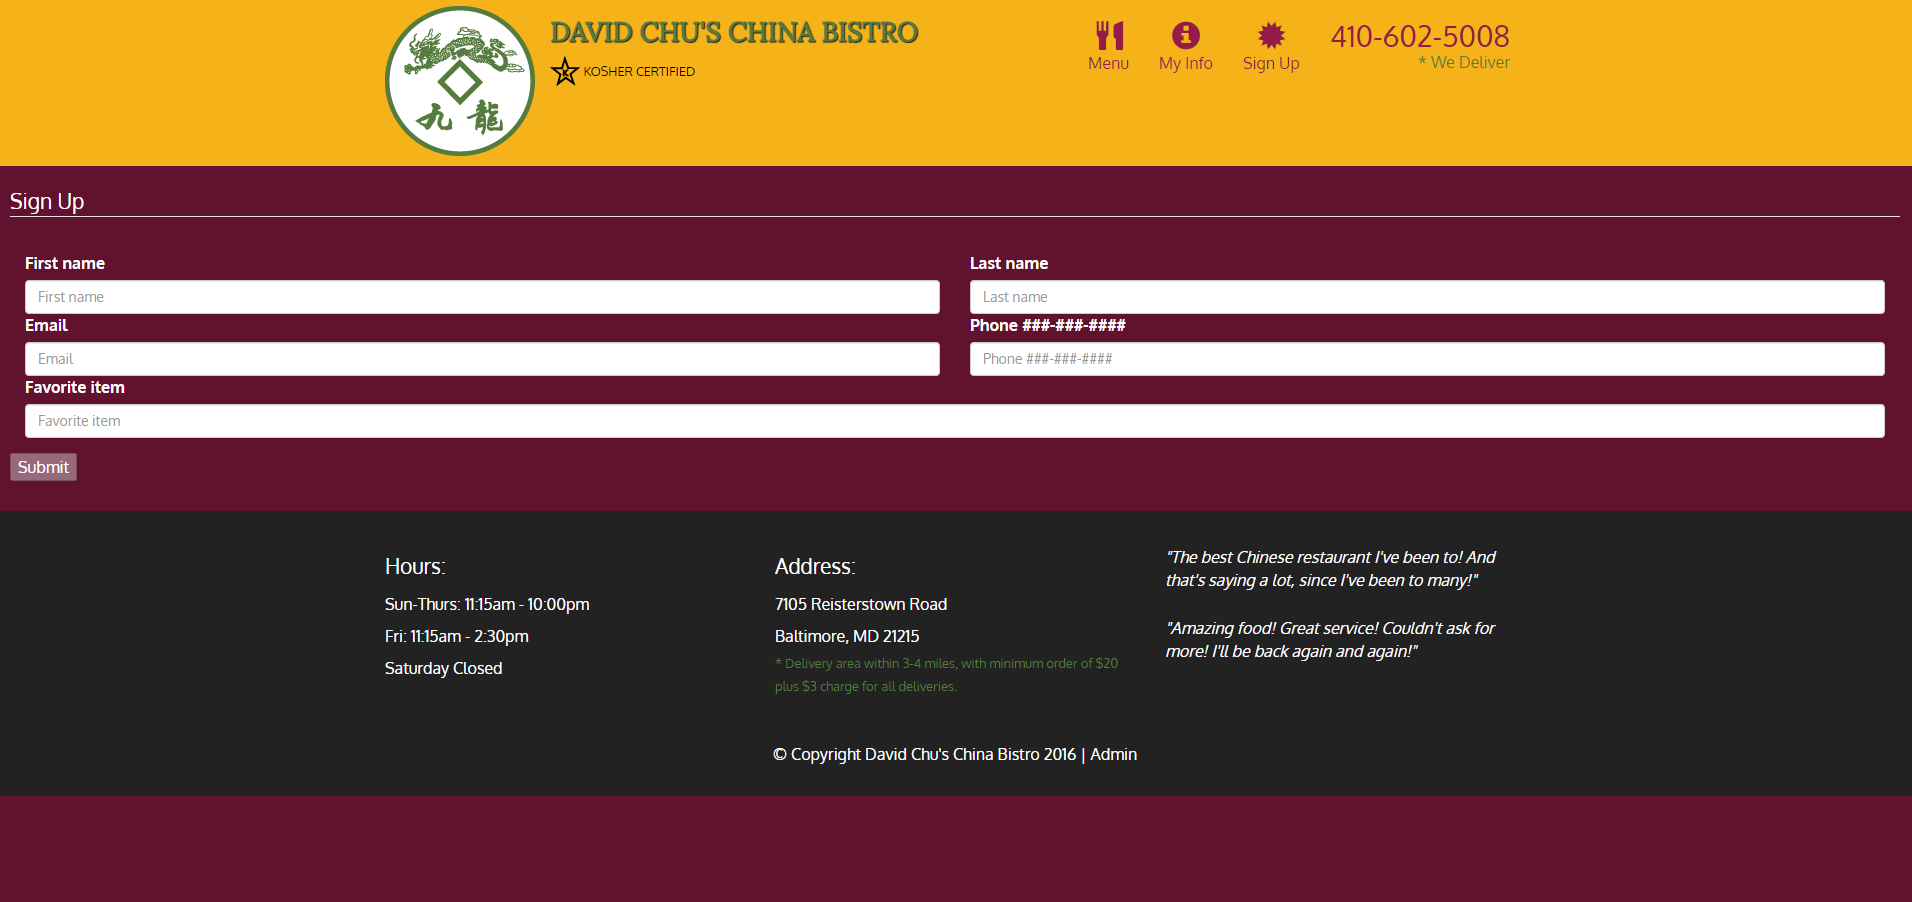 DAVID CHU'S CHINA BISTRO
K KOSHER CERTIFIED
九 龍
Menu
My Info
Sign Up
410-602-5008
* We Deliver
Sign Up
First name
Last name
First name
Last name
Email
Phone ###-###-####
Email
Phone ###-###-####
Favorite item
Favorite item
Submit
Hours:
Sun-Thurs: 11:15am - 10:00pm
Fri: 11:15am - 2:30pm
Saturday Closed
Address:
7105 Reisterstown Road
Baltimore, MD 21215
* Delivery area within 3-4 miles, with minimum order of $20
plus $3 charge for all deliveries.
"The best Chinese restaurant I've been to! And
that's saying a lot, since I've been to many!"
"Amazing food! Great service! Couldn't ask for
more! I'll be back again and again!"
© Copyright David Chu's China Bistro 2016 | Admin